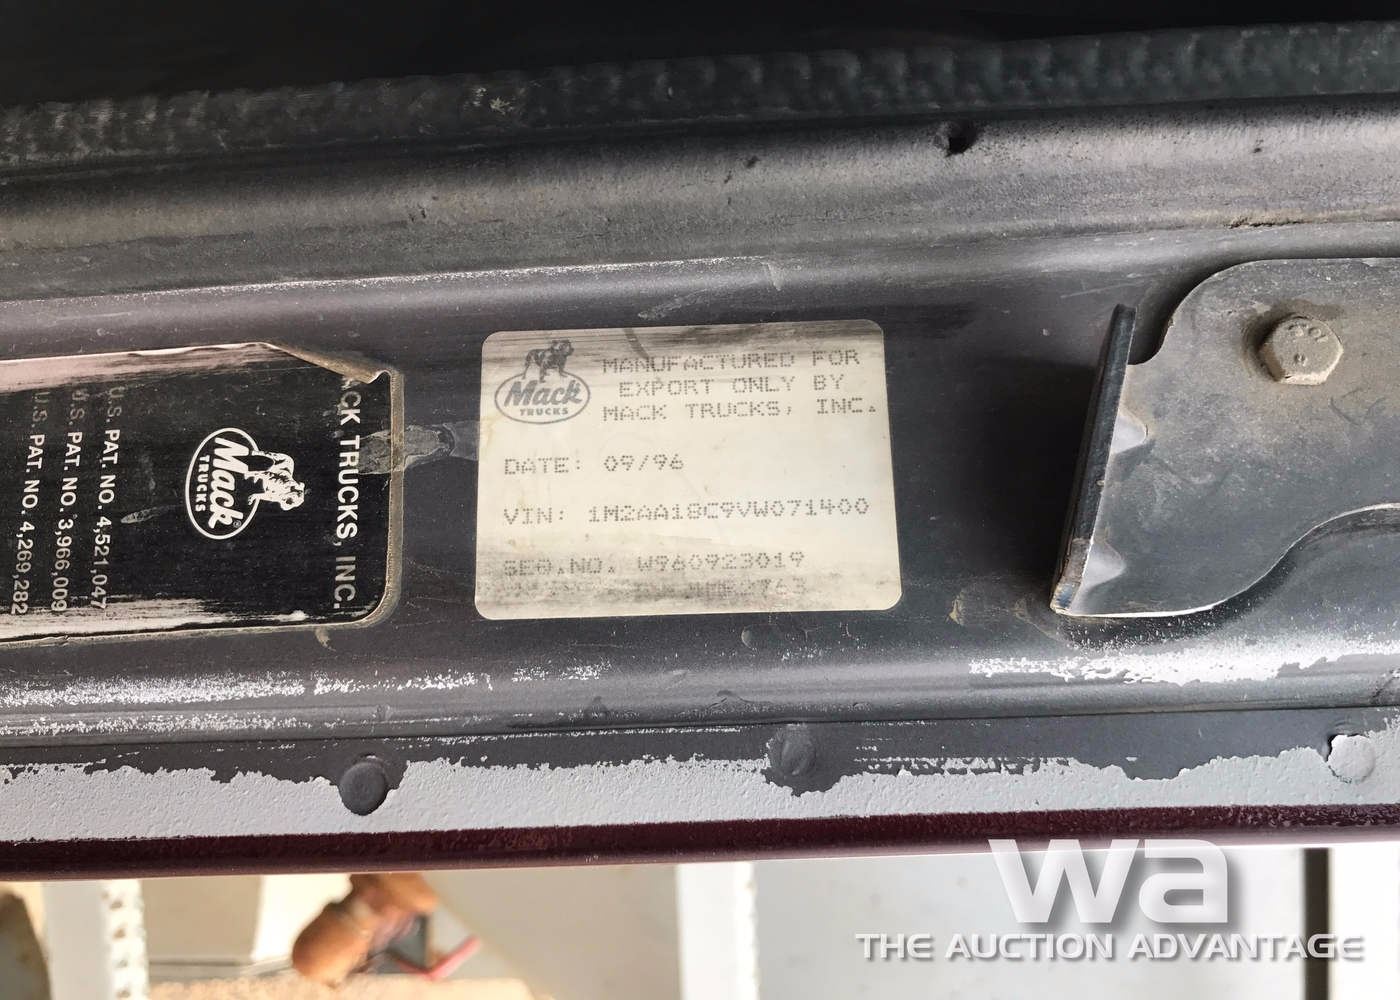 Mack
TRUCKS
MANUFACTURED FOR
EXPORT ONLY BY
MACK TRUCKS, INC.
DATE: 09/96
VIN: 1M2AA18C9VW071400
SEQ.NO. W960923019
ACK TRUCKS, INC.
Mack®
TRUCKS
U.S. PAT. NO. 4,521,047
U.S. PAT. NO. 3,966,009
U.S. PAT. NO. 4,269,282
wa
THE AUCTION ADVANTAGE